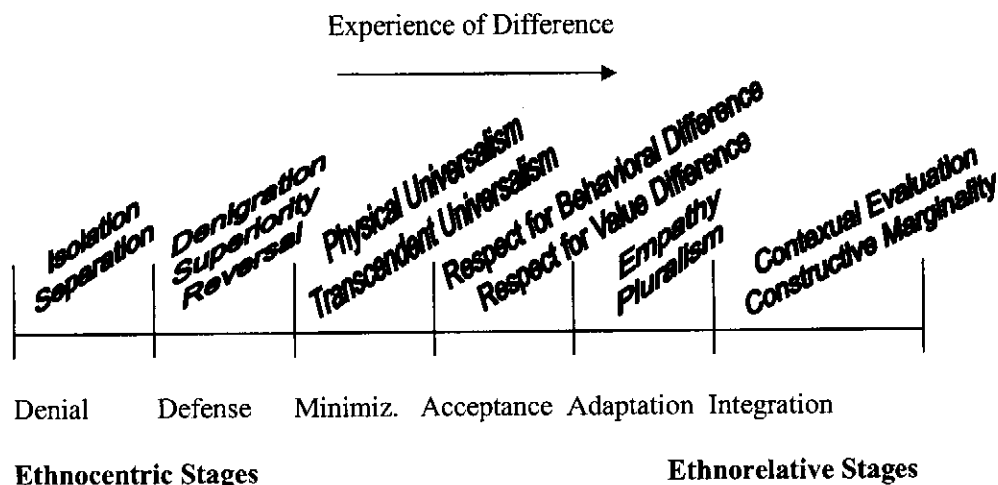 Experience of Difference
Isolation
Separation
Denigration
Superiority
Reversal
Physical Universalism
Transcendent Universalism
Respect for Behavioral Difference
Respect for Value Difference
Empathy
Pluralism
Contexual Evaluation
Constructive Marginality
Denial Defense Minimiz. Acceptance Adaptation Integration
Ethnocentric Stages Ethnorelative Stages